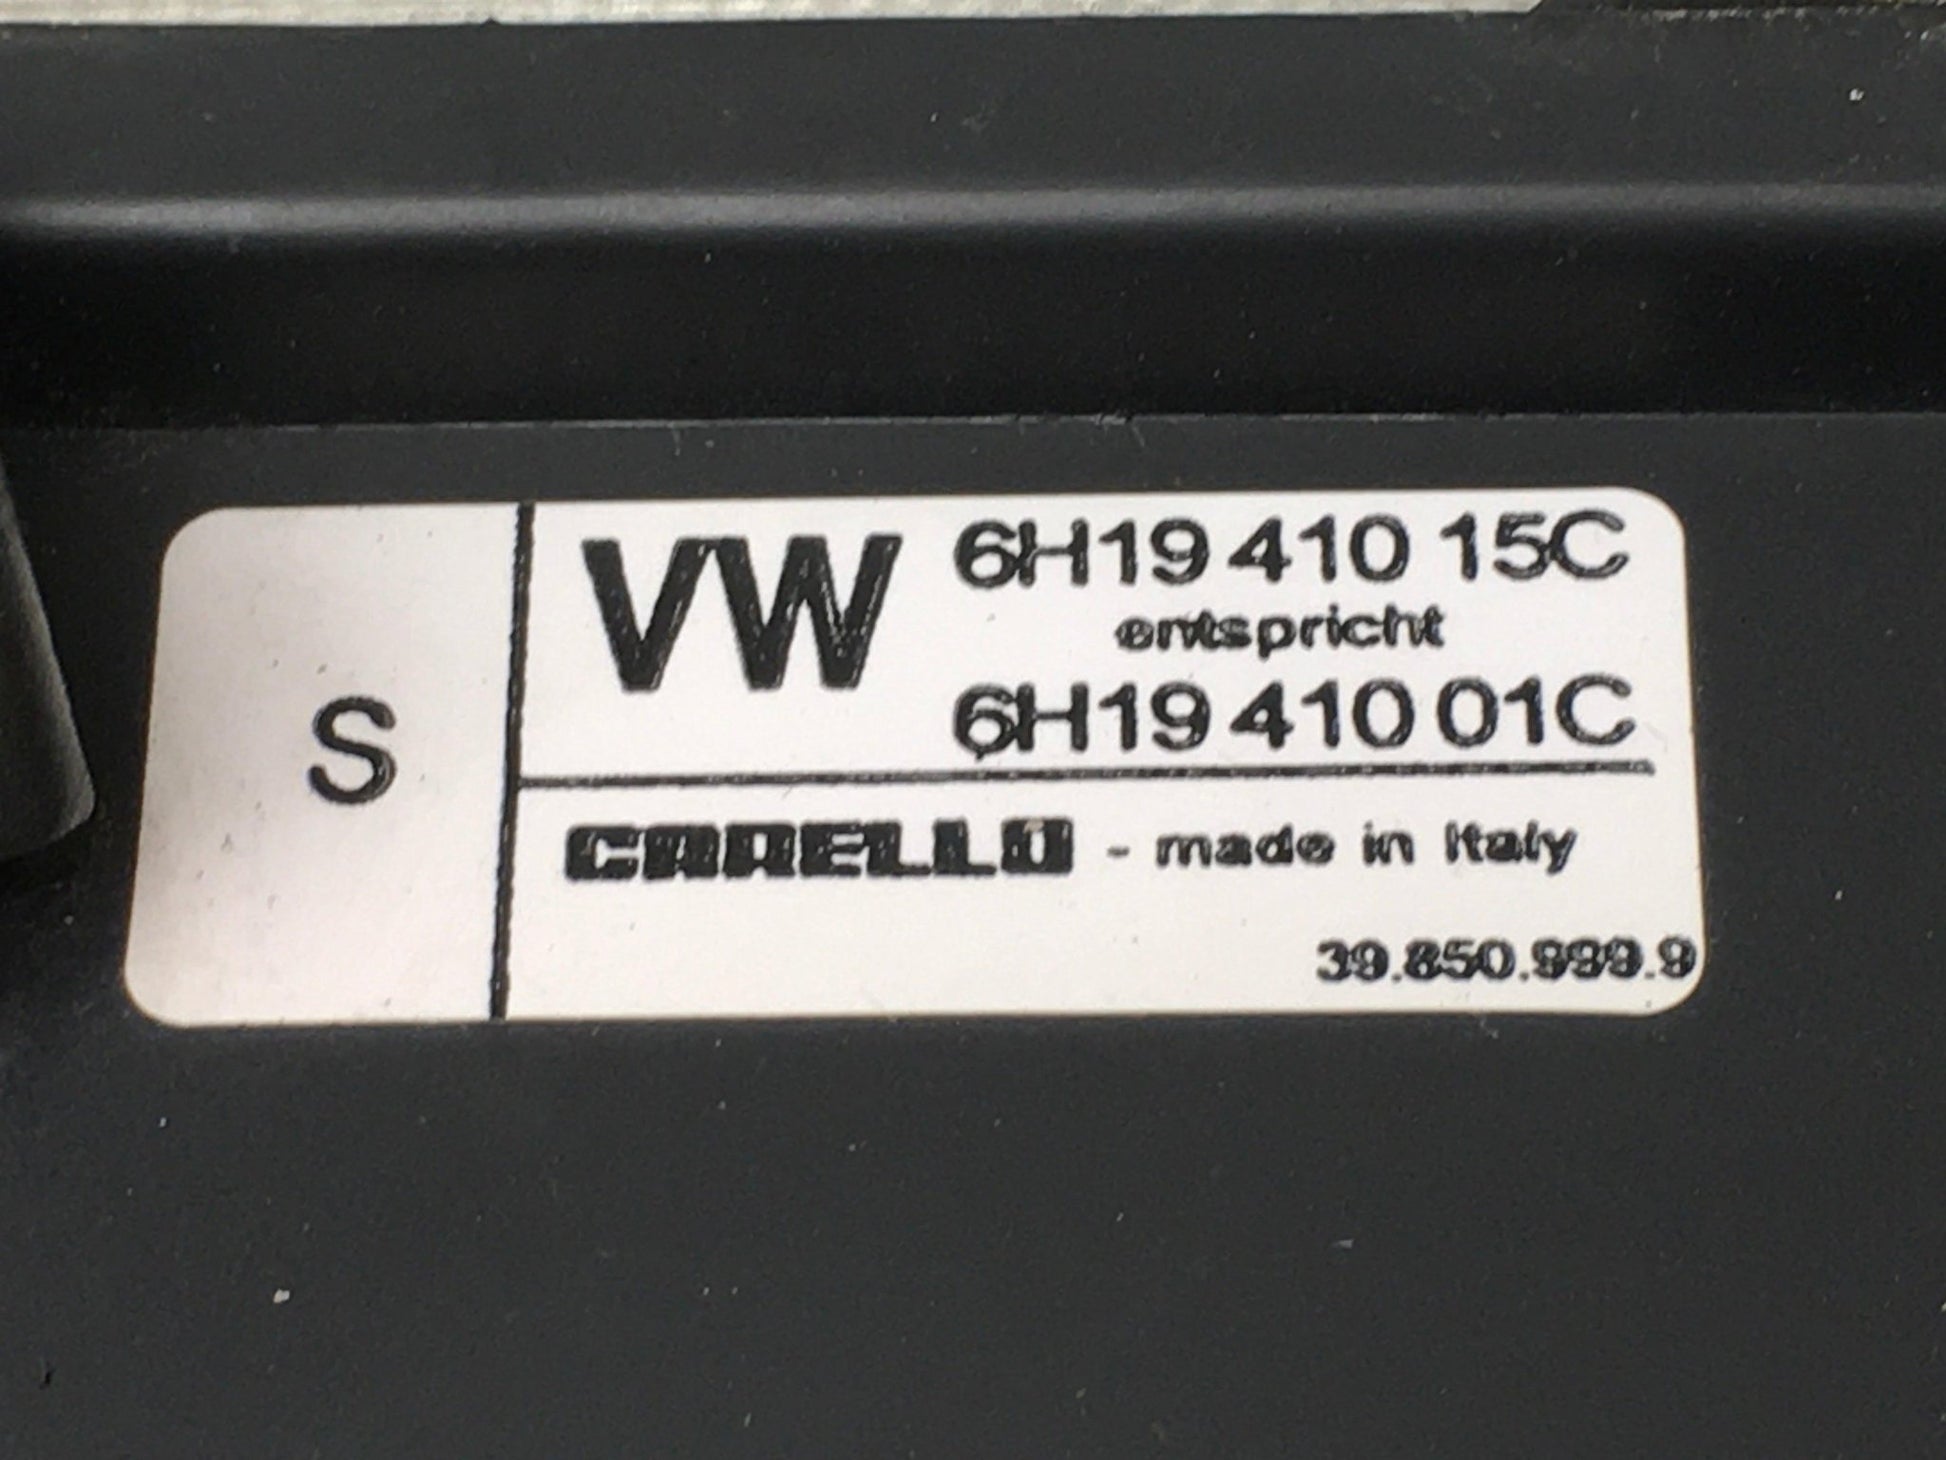 S
VW
6H19 410 15C
entspricht
6H19 410 01C
CARELLO - made in Italy
39.850.999.9